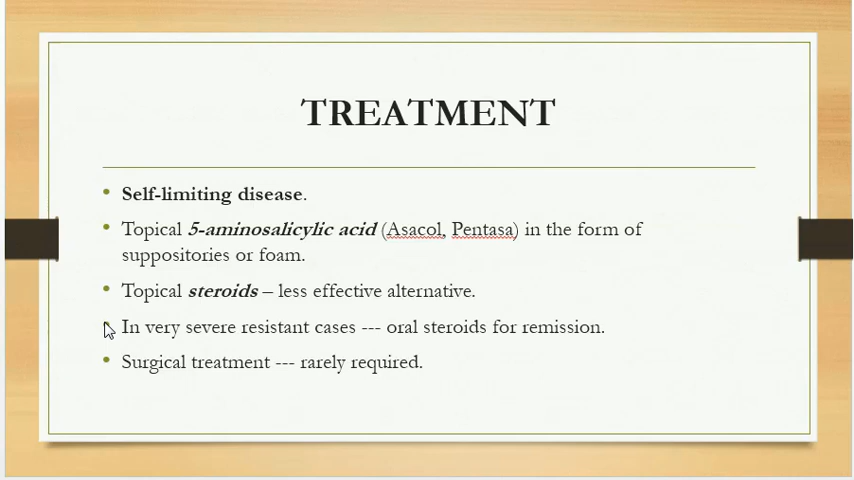 TREATMENT
• Self-limiting disease.
• Topical 5-aminosalicylic acid (Asacol, Pentasa) in the form of
suppositories or foam.
• Topical steroids – less effective alternative.
• In very severe resistant cases --- oral steroids for remission.
• Surgical treatment --- rarely required.